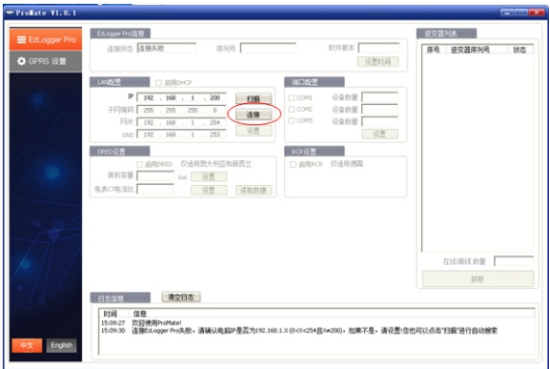 ProMate V1.0.1
EzLogger Pro
GPRS 设置
中文
English
EzLogger Pro信息
连接状态 连接失败 序列号 软件版本
设置时间
LAN配置 启用DHCP
IP 192 . 168 . 1 . 200 扫描
子网掩码 255 . 255 . 255 . 0 连接
网关 192 . 168 . 1 . 254 设置
DNS 192 . 168 . 1 . 253
端口配置
COM1 设备数量
COM2 设备数量
COM3 设备数量
设置
DRED设置
启用DRED 仅适用澳大利亚和新西兰
装机容量 kW 设置
电表CT电流比 设置 读取数据
RCR设置
启用RCR 仅适用德国
逆变器列表
序号 逆变器序列号 状态
在线/离线 数量
获取
日志信息 清空日志
时间 信息
15:09:27 欢迎使用ProMate!
15:09:30 连接EzLogger Pro失败，请确认电脑IP是否为192.168.1.X (0<X<254且X≠200)，如果不是，请设置!您也可以点击"扫描"进行自动搜索